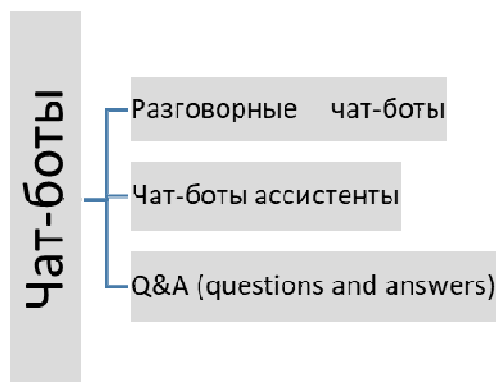 Чат-боты
Разговорные чат-боты
Чат-боты ассистенты
Q&A (questions and answers)